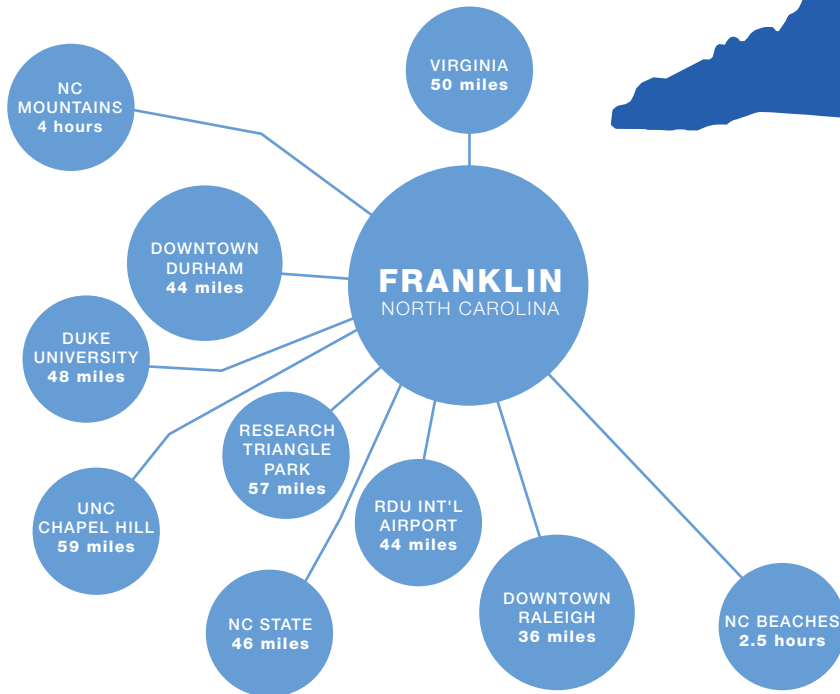 VIRGINIA
50 miles
NC
MOUNTAINS
4 hours
DOWNTOWN
DURHAM
44 miles
FRANKLIN
NORTH CAROLINA
DUKE
UNIVERSITY
48 miles
RESEARCH
TRIANGLE
PARK
57 miles
UNC
CHAPEL HILL
59 miles
RDU INT'L
AIRPORT
44 miles
NC STATE
46 miles
DOWNTOWN
RALEIGH
36 miles
NC BEACHES
2.5 hours